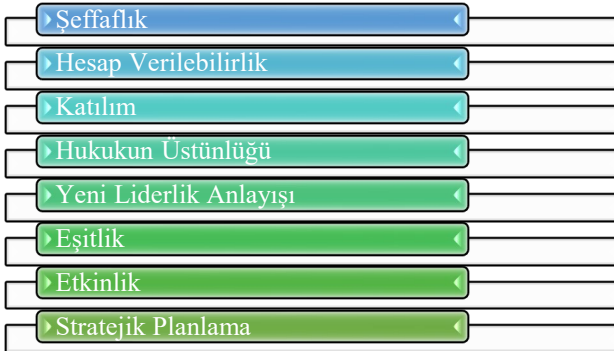 Şeffaflık
Hesap Verilebilirlik
Katılım
Hukukun Üstünlüğü
Yeni Liderlik Anlayışı
Eşitlik
Etkinlik
Stratejik Planlama